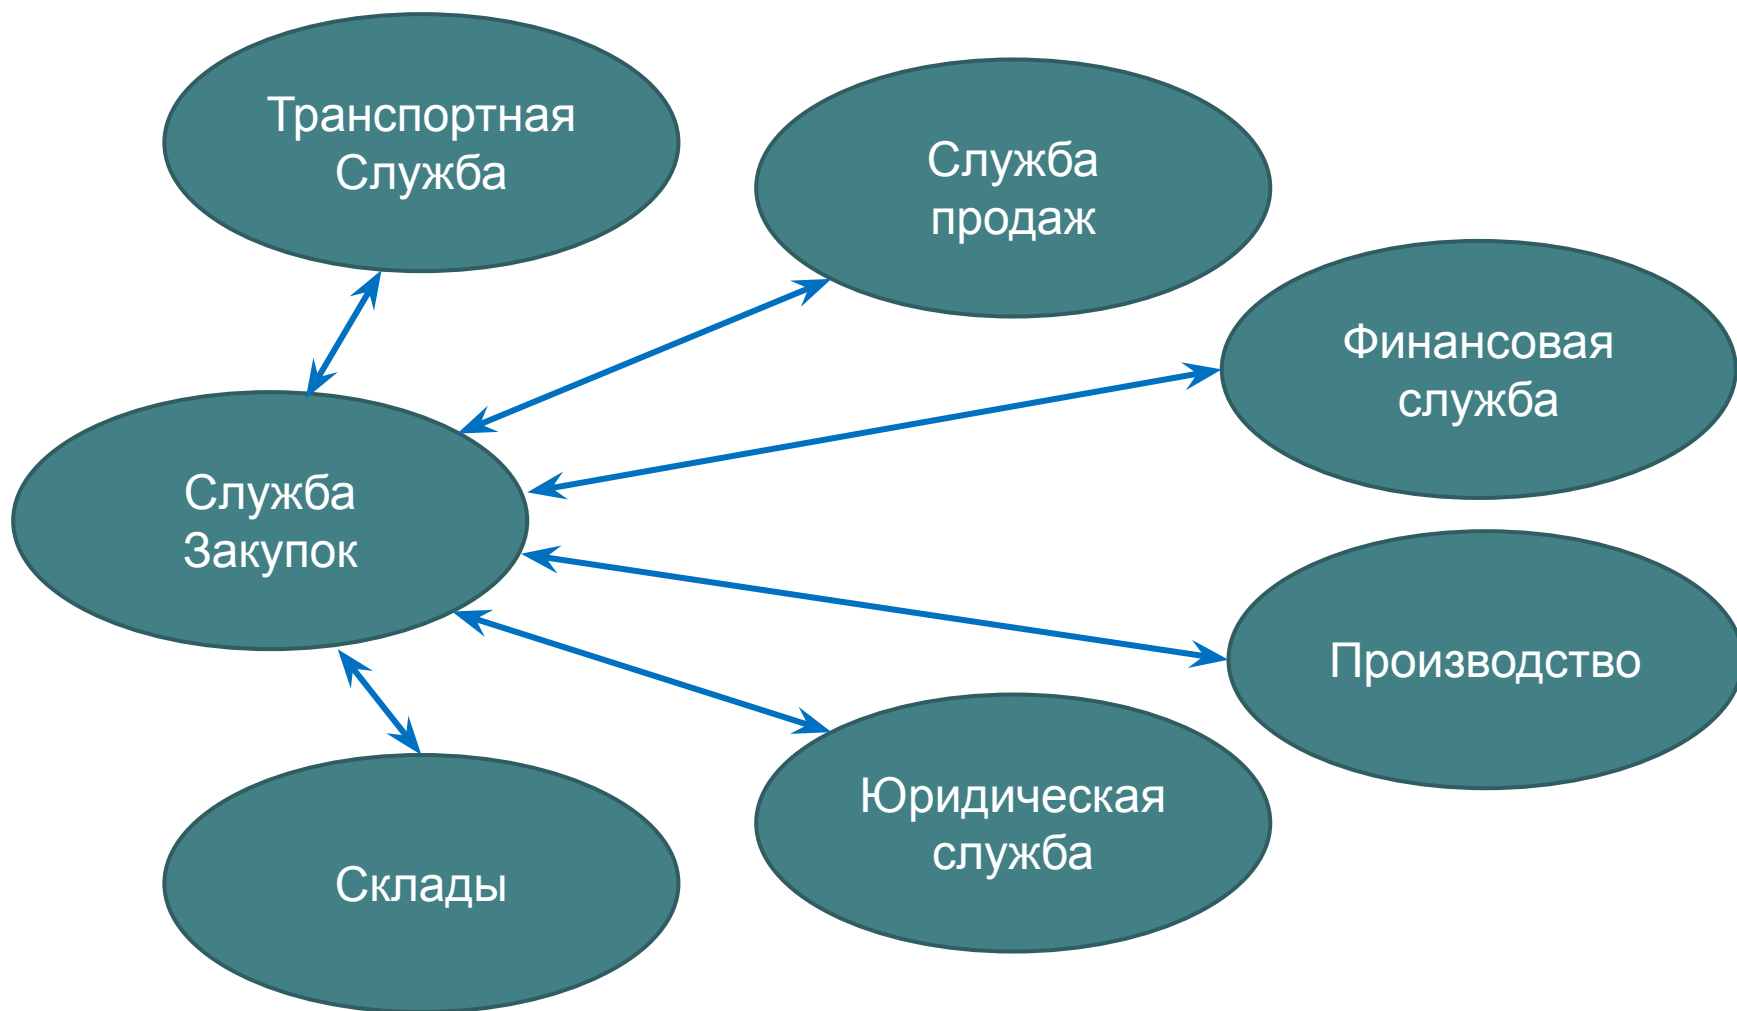 Транспортная
Служба
Служба
продаж
Финансовая
служба
Служба
Закупок
Производство
Юридическая
служба
Склады